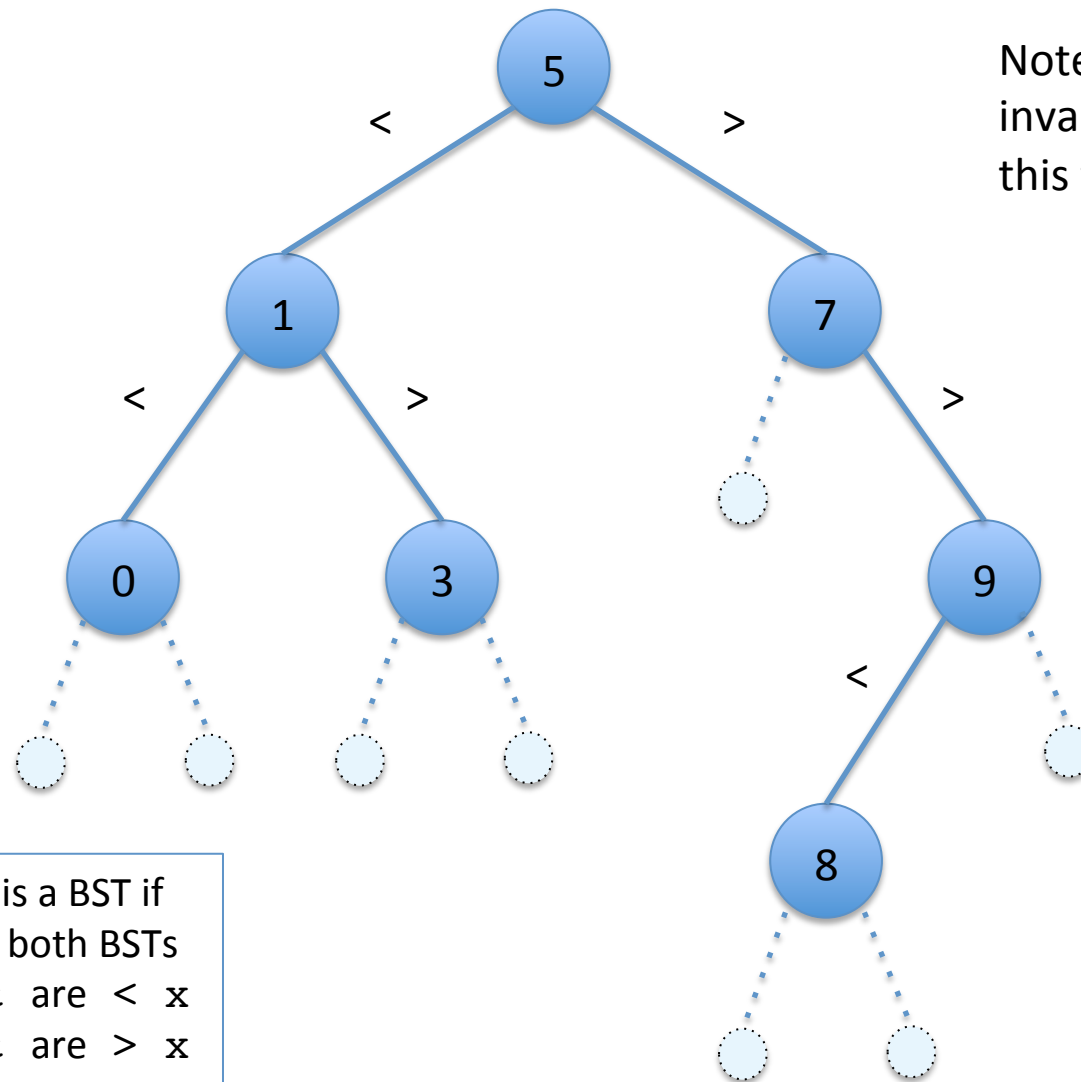 5
Note
inva
this
< >
1 7
< > >
0 3 9
<
8
is a BST if
both BSTs
are < x
are > x